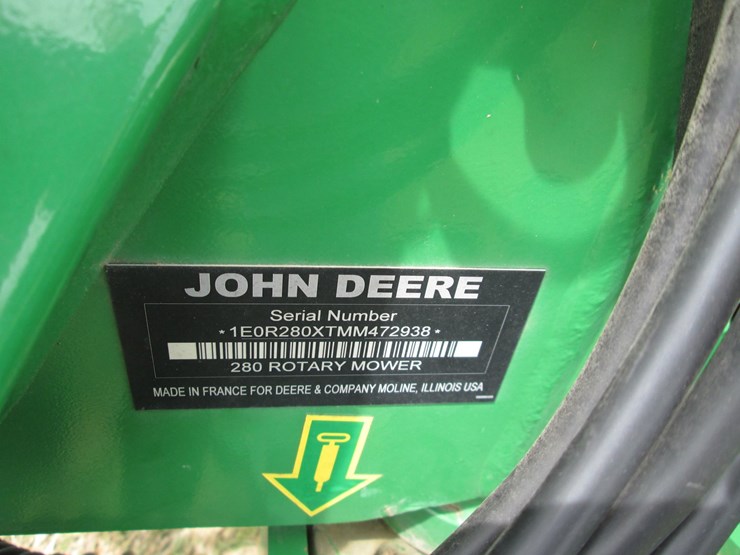 JOHN DEERE
Serial Number
*1E0R280XTMM472938*
280 ROTARY MOWER
MADE IN FRANCE FOR DEERE & COMPANY MOLINE, ILLINOIS USA